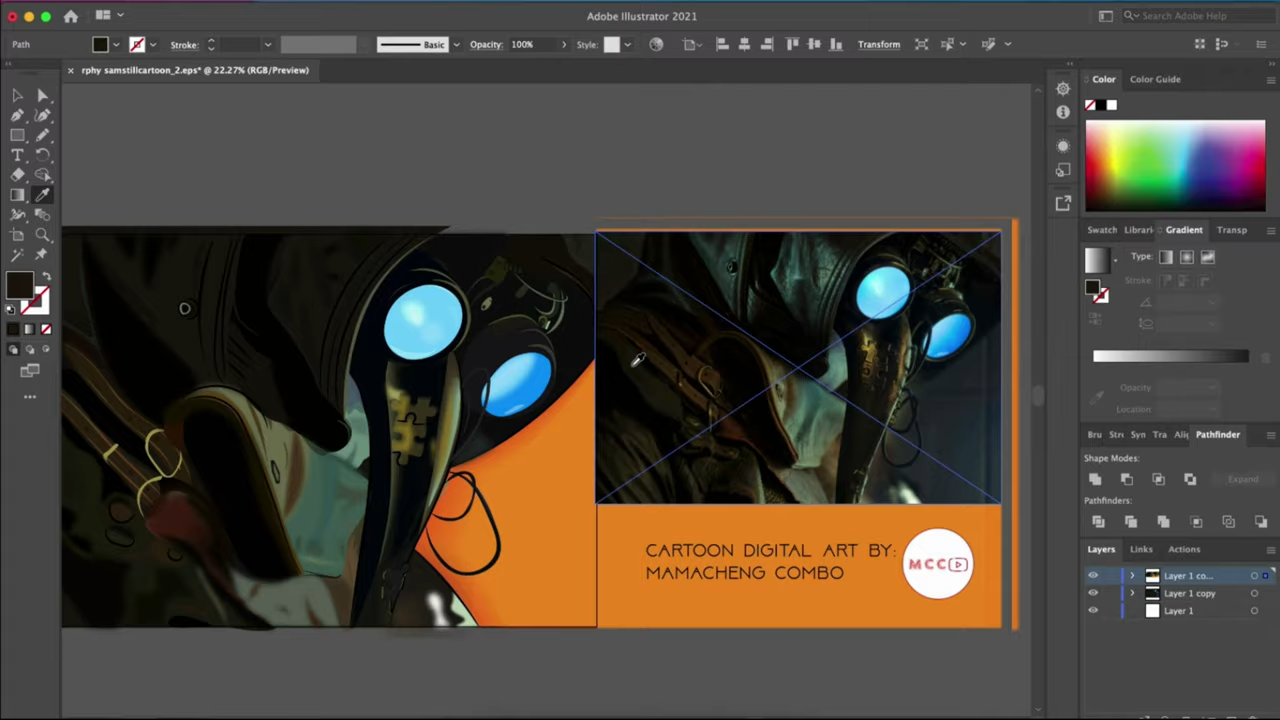 Adobe Illustrator 2021
Search Adobe Help
Path
Stroke:
Basic
Opacity: 100%
Style:
Transform
× rphy samstillcartoon_2.eps* @ 22.27% (RGB/Preview)
Color
Color Guide
Swatch
Librari
Gradient
Transp
Type:
Stroke:
Opacity:
Location:
Bru
Str
Syn
Tra
Pathfinder
Shape Modes:
Expand
Pathfinders:
Layers
Links
Actions
Layer 1 co...
Layer 1 copy
Layer 1
CARTOON DIGITAL ART BY:
MAMACHENG COMBO
MCC